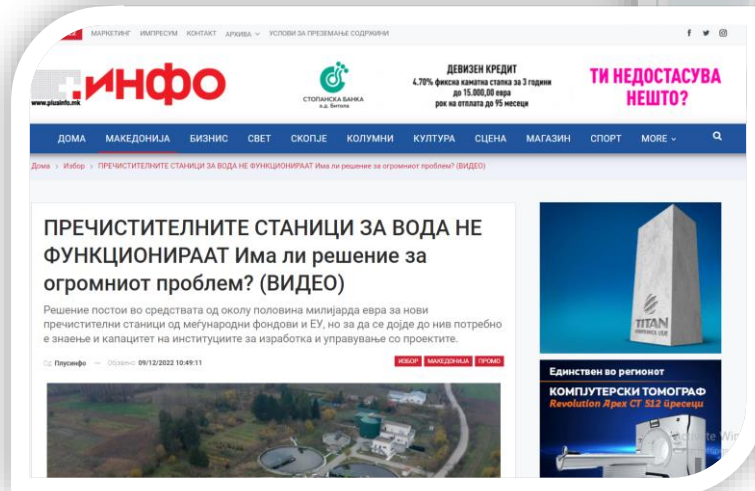 МАРКЕТИНГ ИМПРЕСУМ КОНТАКТ АРХИВА УСЛОВИ ЗА ПРЕЗЕМАЊЕ СОДРЖИНИ
.ИНФО
www.plusinfo.mk
СТОПАНСКА БАНКА
а.д. Битола
ДЕВИЗЕН КРЕДИТ
4.70% фиксна каматна стапка за 3 години
до
15.000,00 евра
рок на отплата до 95 месеци
ТИ НЕДОСТАСУВА
НЕШТО?
ДОМА МАКЕДОНИЈА БИЗНИС СВЕТ СКОПЈЕ КОЛУМНИ КУЛТУРА СЦЕНА МАГАЗИН СПОРТ MORE
Дома > Избор > ПРЕЧИСТИТЕЛНИТЕ СТАНИЦИ ЗА ВОДА НЕ ФУНКЦИОНИРААТ Има ли решение за огромниот проблем? (ВИДЕО)
ПРЕЧИСТИТЕЛНИТЕ СТАНИЦИ ЗА ВОДА НЕ
ФУНКЦИОНИРААТ Има ли решение за
огромниот проблем? (ВИДЕО)
Решение постои во средствата од околу половина милијарда евра за нови
пречистителни станици од меѓународни фондови и ЕУ, но за да се дојде до нив потребно
е знаење и капацитет на институциите за изработка и управување со проектите.
Од Плусинфо — Објавено 09/12/2022 10:49:11
ИЗБОР МАКЕДОНИЈА ПРОМО
TITAN
Единствен во регионот
КОМПЈУТЕРСКИ ТОМОГРАФ
Revolution Apex CT 512 пресеци